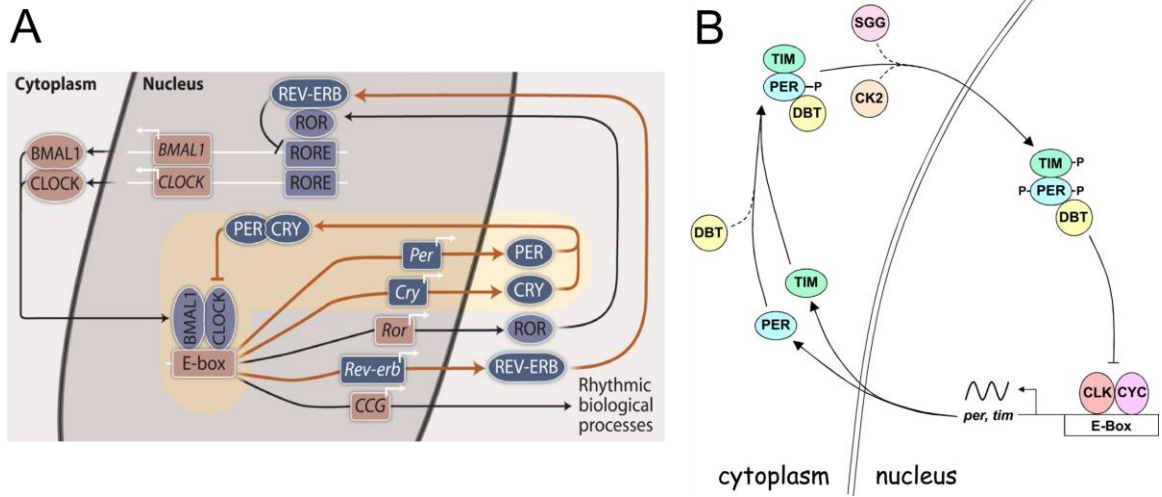 A
Cytoplasm
Nucleus
REV-ERB
ROR
BMAL1
BMAL1
RORE
CLOCK
CLOCK
RORE
PER CRY
Per
PER
Cry
CRY
BMAL1
CLOCK
Ror
ROR
E-box
Rev-erb
REV-ERB
CCG
Rhythmic
biological
processes
B
SGG
TIM
PER
P
DBT
CK2
TIM
P
P
PER
P
DBT
DBT
TIM
PER
CLK
CYC
per, tim
E-Box
cytoplasm
nucleus